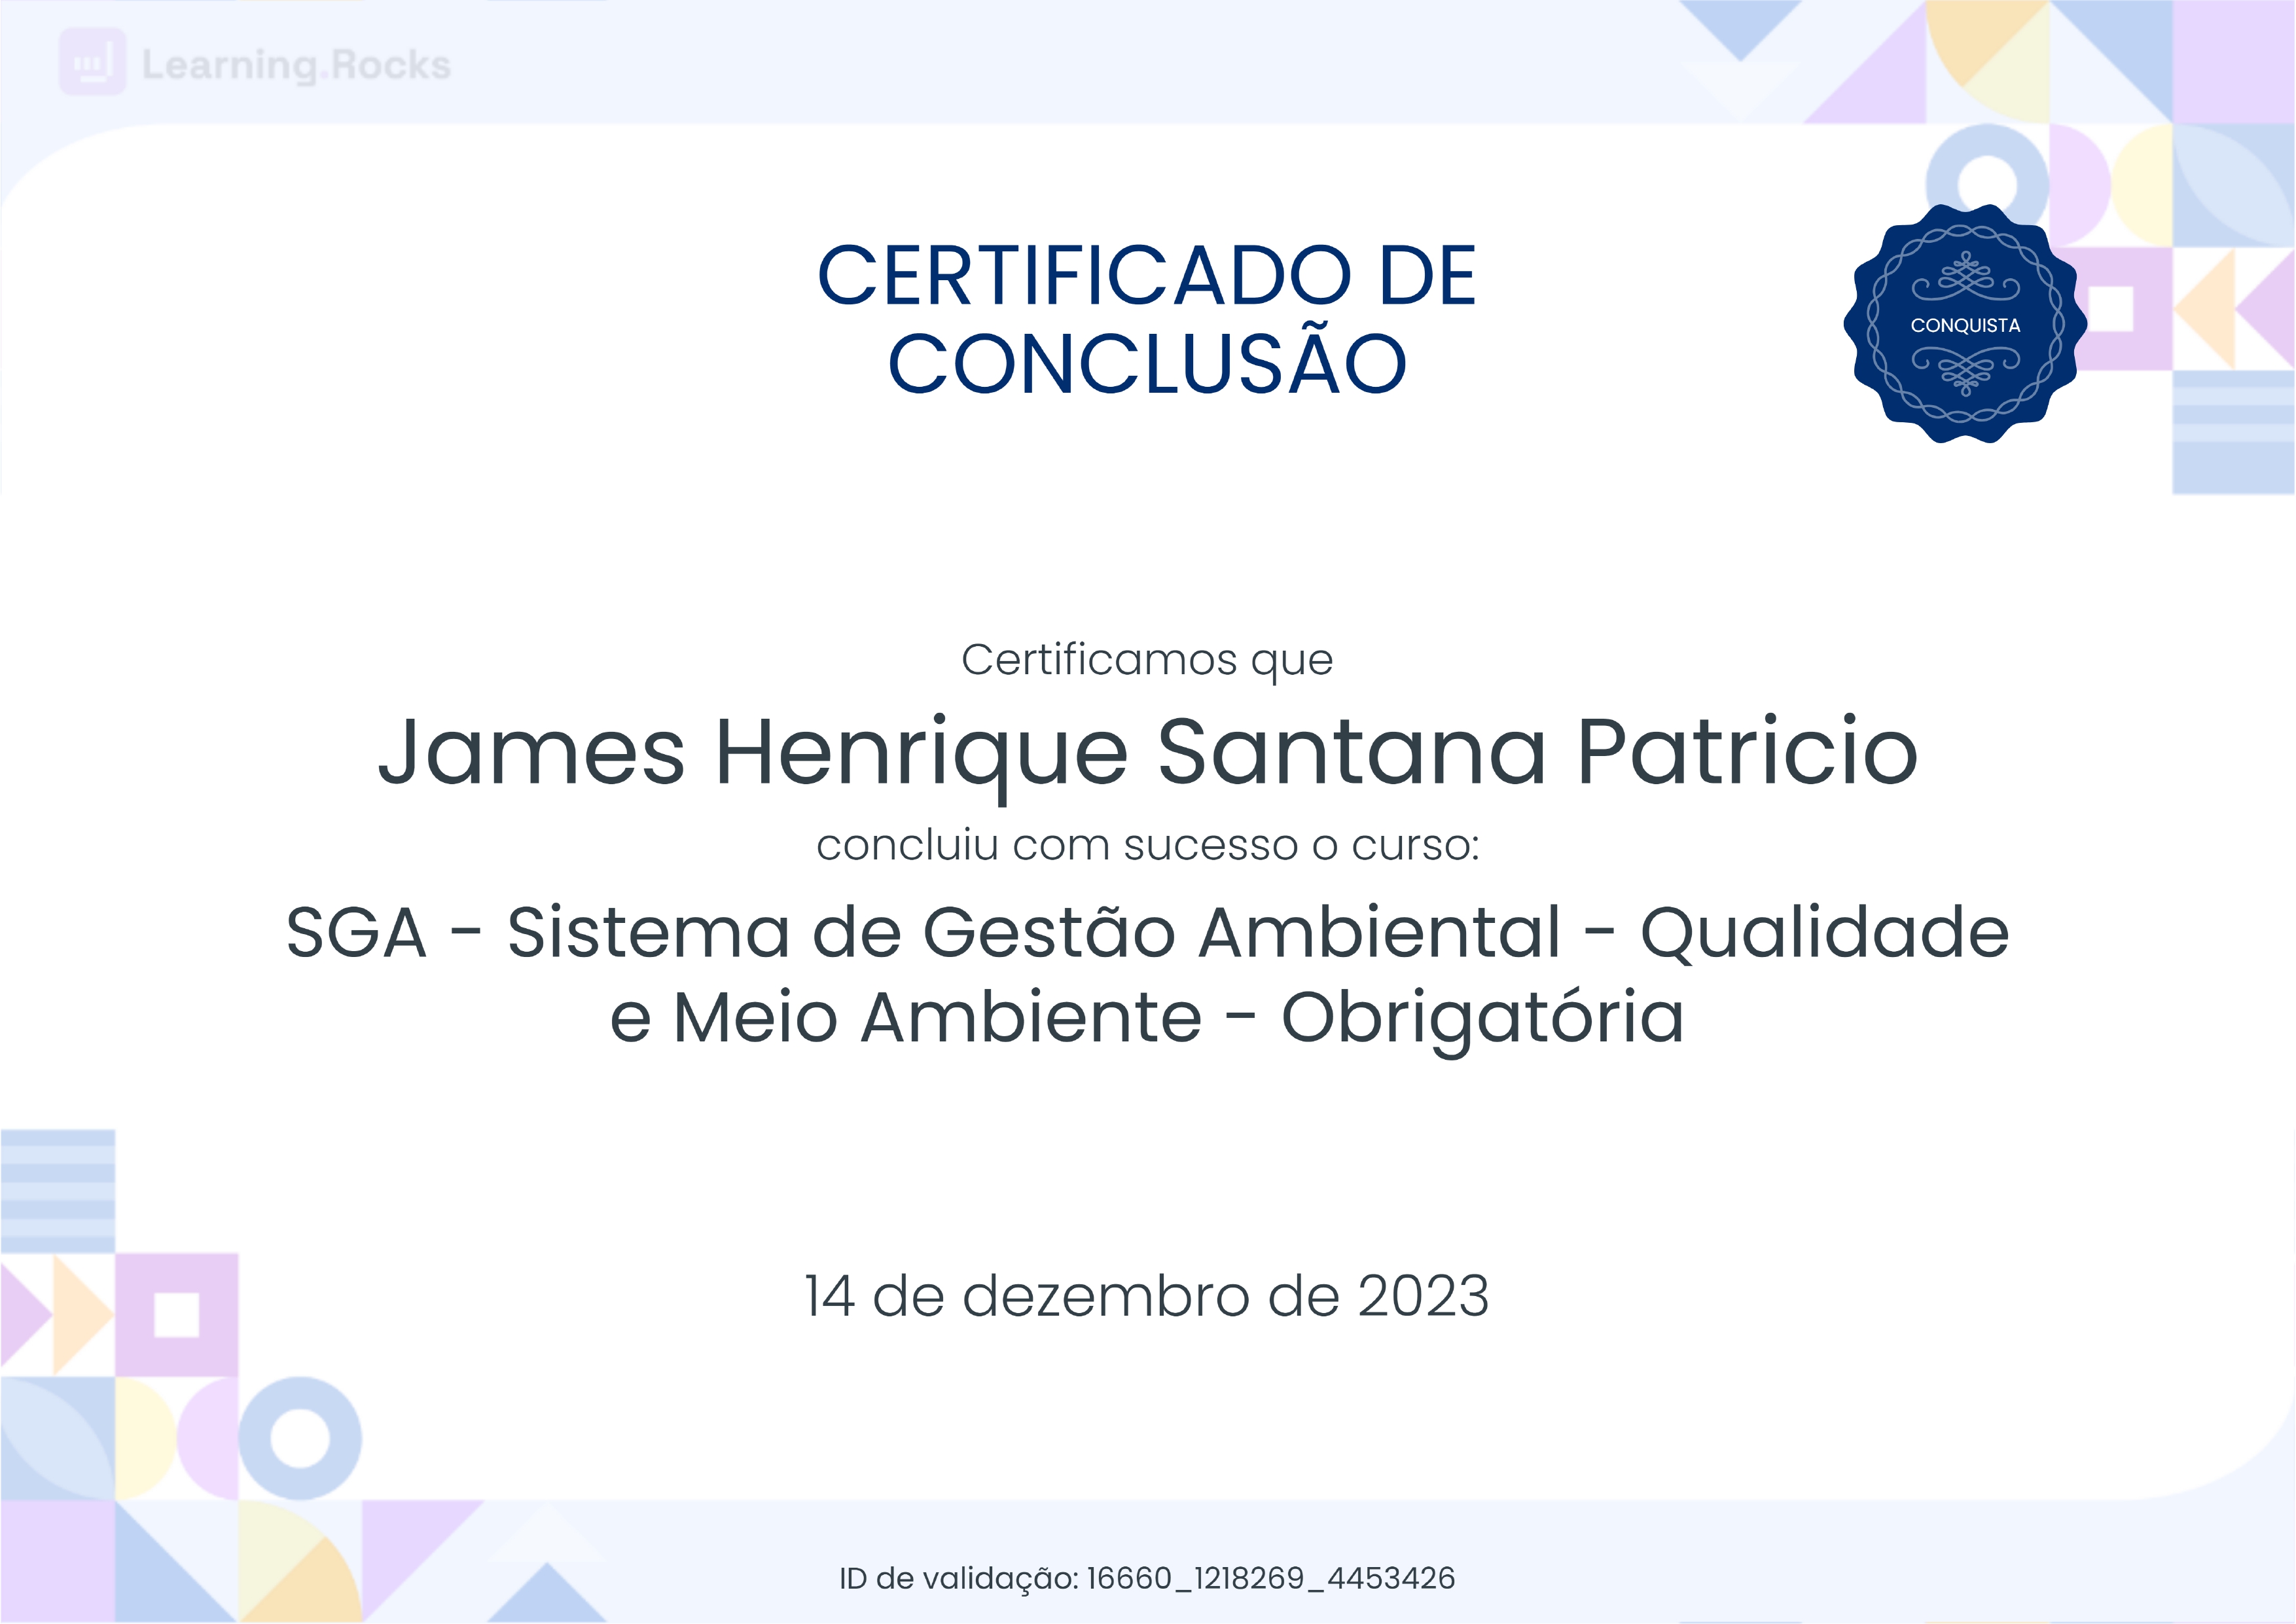 Learning.Rocks
CERTIFICADO DE
CONCLUSÃO
CONQUISTA
Certificamos que
James Henrique Santana Patricio
concluiu com sucesso o curso:
SGA - Sistema de Gestão Ambiental - Qualidade
e Meio Ambiente - Obrigatória
14 de dezembro de 2023
ID de validação: 16660_1218269_4453426